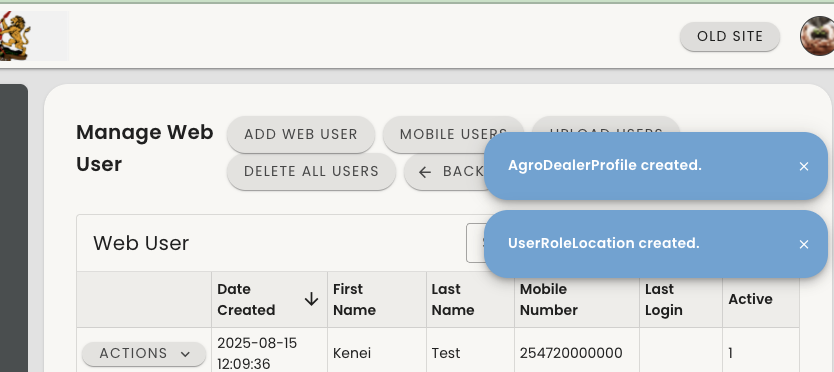 OLD SITE
Manage Web User
ADD WEB USER
MOBILE USERS
UPLOAD USERS
DELETE ALL USERS
BACK
AgroDealerProfile created.
UserRoleLocation created.
Web User
Date Created
First Name
Last Name
Mobile Number
Last Login
Active
ACTIONS
2025-08-15 12:09:36
Kenei
Test
254720000000
1